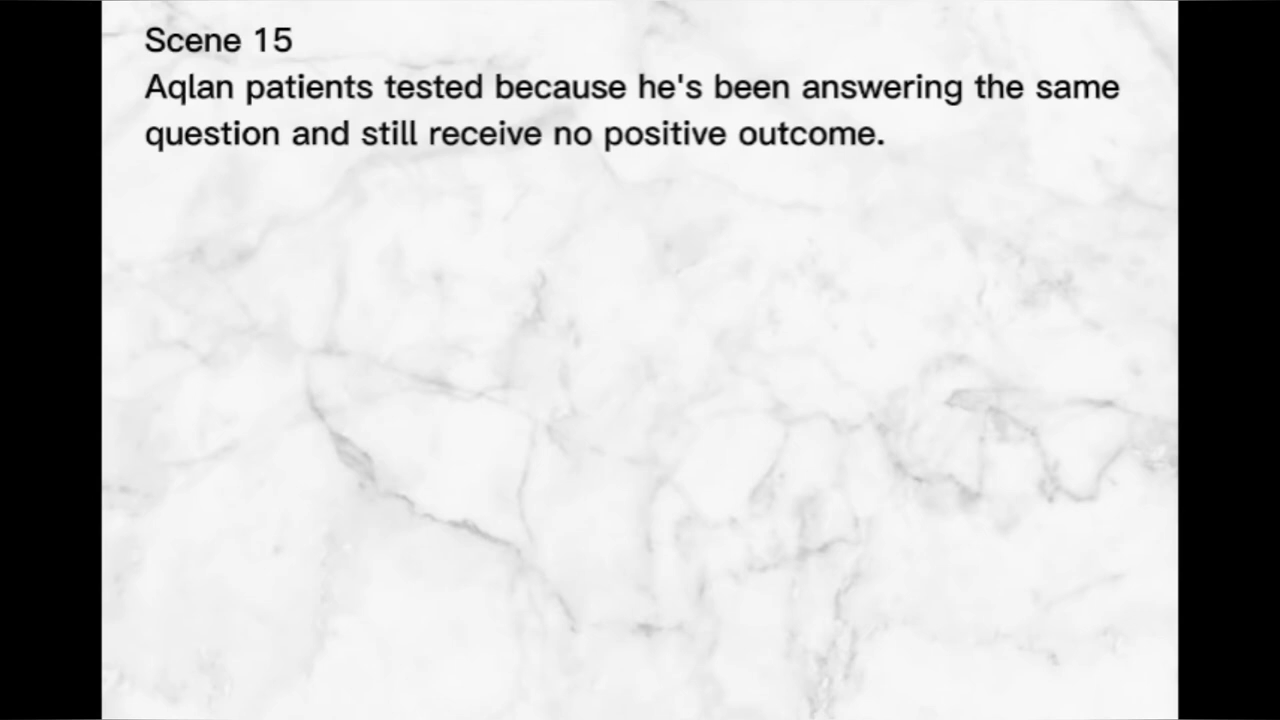 Scene 15
Aqlan patients tested because he's been answering the same
question and still receive no positive outcome.